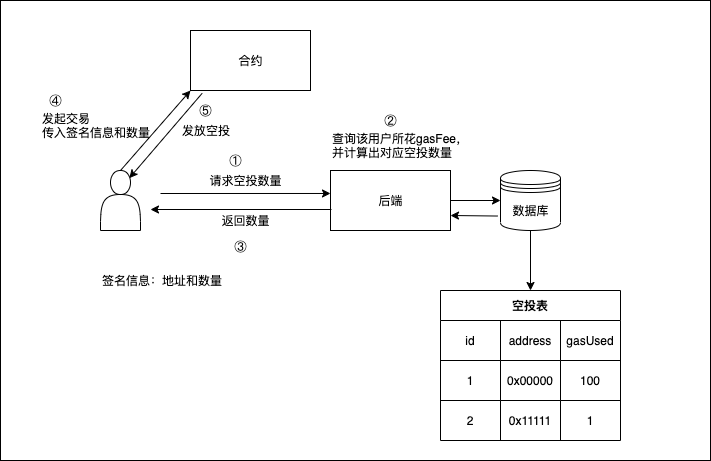 合约
④
发起交易
传入签名信息和数量
⑤
发放空投
②
查询该用户所花gasFee，
并计算出对应空投数量
①
请求空投数量
后端
数据库
返回数量
③
签名信息：地址和数量
空投表
id address gasUsed
1 0x00000 100
2 0x11111 1